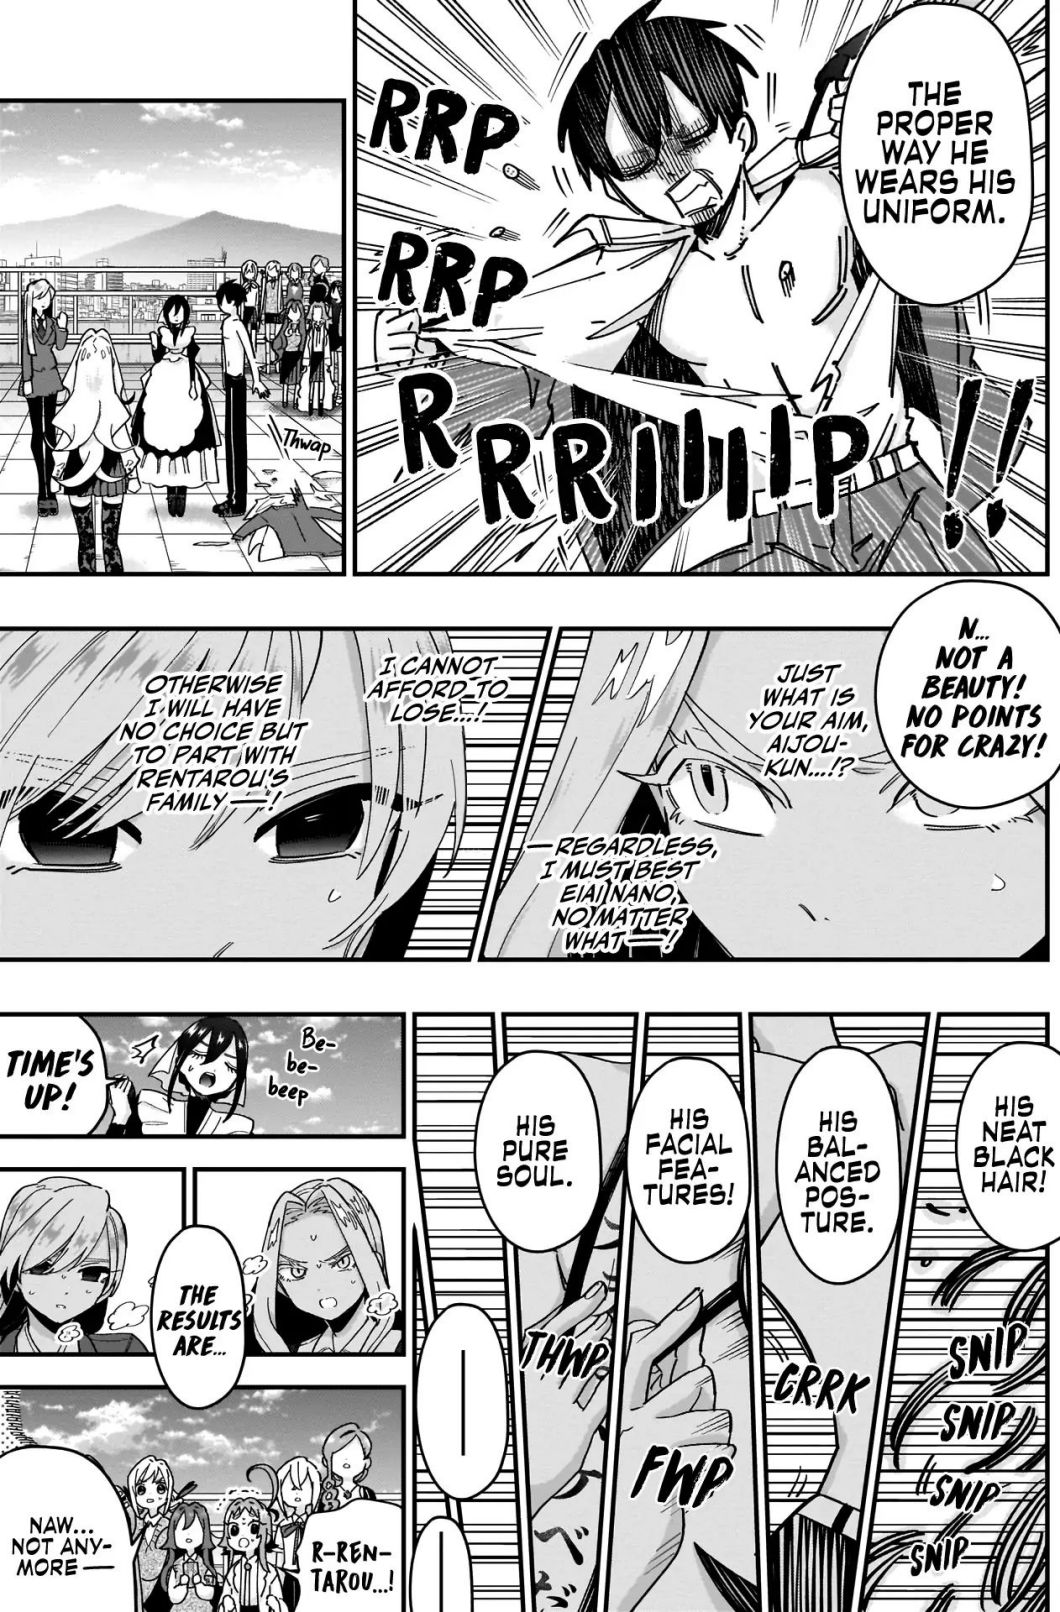 THE
PROPER
WAY HE
WEARS HIS
UNIFORM.
RRP
RRP
R
RRIIIIIP
!!
Thwap
N...
NOT A
BEAUTY!
NO POINTS
FOR CRAZY!
JUST
WHAT IS
YOUR AIM,
AIJOU-
KUN...!?
—REGARDLESS,
I MUST BEST
EIAI NANO,
NO MATTER
WHAT—!
I CANNOT
AFFORD TO
LOSE...!
OTHERWISE
I WILL HAVE
NO CHOICE BUT
TO PART WITH
RENTAROU'S
FAMILY—!
HIS
NEAT
BLACK
HAIR!
SNIP
SNIP
SNIP
SNIP
HIS
BAL-
ANCED
POS-
TURE.
CRRK
HIS
FACIAL
FEA-
TURES!
FWP
HIS
PURE
SOUL.
THWP
—
—
Be-
be-
beep
TIME'S
UP!
THE
RESULTS
ARE...
R-REN-
TAROU...!
NAW...
NOT ANY-
MORE—